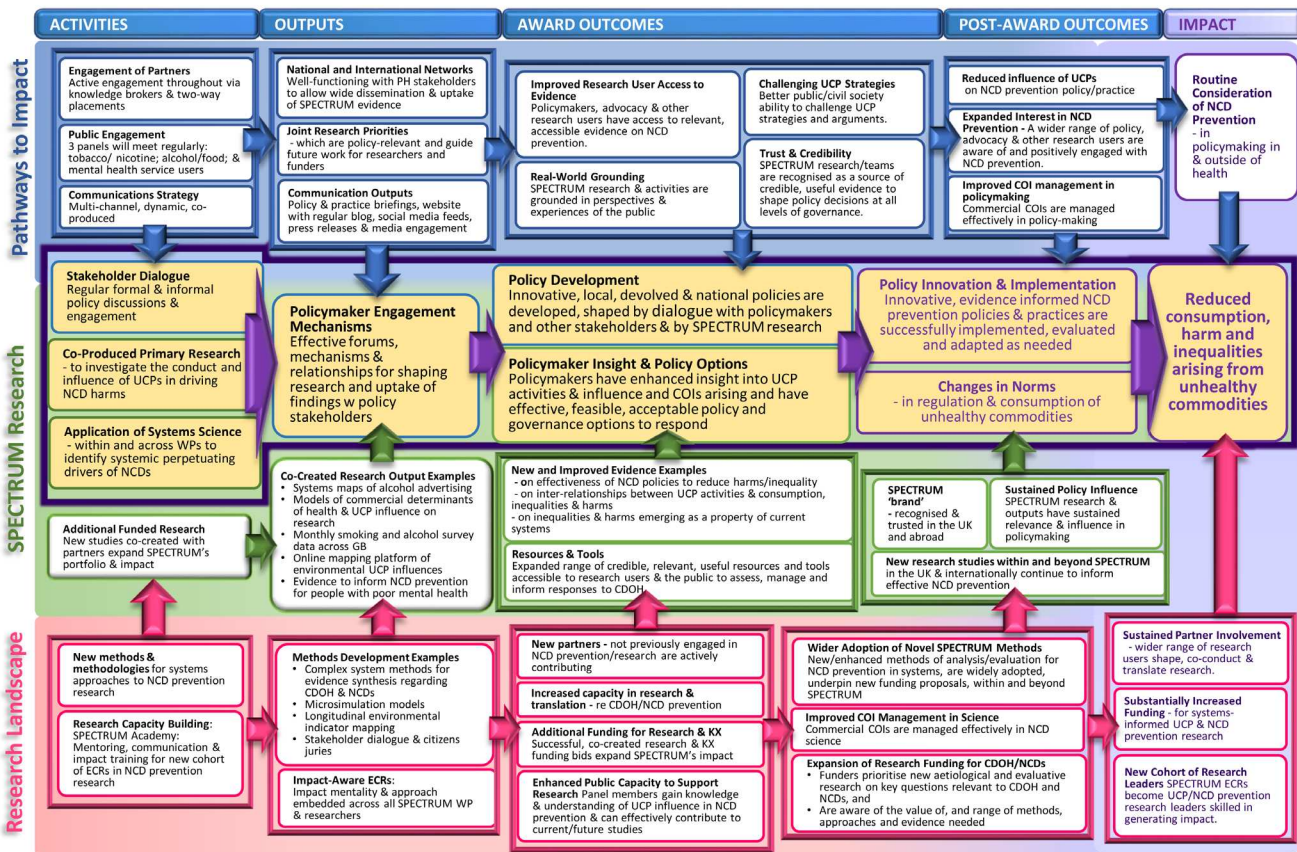 ACTIVITIES
OUTPUTS
AWARD OUTCOMES
POST-AWARD OUTCOMES
IMPACT
Pathways to Impact
Engagement of Partners
Active engagement throughout via
knowledge brokers & two-way
placements
Public Engagement
3 panels will meet regularly:
tobacco/ nicotine; alcohol/food; &
mental health service users
Communications Strategy
Multi-channel, dynamic, co-
produced
National and International Networks
Well-functioning with PH stakeholders
to allow wide dissemination & uptake
of SPECTRUM evidence
Joint Research Priorities
- which are policy-relevant and guide
future work for researchers and
funders
Communication Outputs
Policy & practice briefings, website
with regular blog, social media feeds,
press releases & media engagement
Improved Research User Access to
Evidence
Policymakers, advocacy & other
research users have access to relevant,
accessible evidence on NCD
prevention.
Real-World Grounding
SPECTRUM research & activities are
grounded in perspectives &
experiences of the public
Challenging UCP Strategies
Better public/civil society
ability to challenge UCP
strategies and arguments.
Trust & Credibility
SPECTRUM research/teams
are recognised as a source of
credible, useful evidence to
shape policy decisions at all
levels of governance.
Reduced influence of UCPs
on NCD prevention policy/practice
Expanded Interest in NCD
Prevention - A wider range of policy,
advocacy & other research users are
aware of and positively engaged with
NCD prevention.
Improved COI management in
policymaking
Commercial COIs are managed
effectively in policy-making
Routine
Consideration
of NCD
Prevention
- in
policymaking in
& outside of
health
SPECTRUM Research
Stakeholder Dialogue
Regular formal & informal
policy discussions &
engagement
Co-Produced Primary Research
- to investigate the conduct and
influence of UCPs in driving
NCD harms
Application of Systems Science
- within and across WPs to
identify systemic perpetuating
drivers of NCDs
Policymaker Engagement
Mechanisms
Effective forums,
mechanisms &
relationships for shaping
research and uptake of
findings w policy
stakeholders
Policy Development
Innovative, local, devolved & national policies are
developed, shaped by dialogue with policymakers
and other stakeholders & by SPECTRUM research
Policymaker Insight & Policy Options
Policymakers have enhanced insight into UCP
activities & influence and COIs arising and have
effective, feasible, acceptable policy and
governance options to respond
Policy Innovation & Implementation
Innovative, evidence informed NCD
prevention policies & practices are
successfully implemented, evaluated
and adapted as needed
Changes in Norms
- in regulation & consumption of
unhealthy commodities
Reduced
consumption,
harm and
inequalities
arising from
unhealthy
commodities
Additional Funded Research
New studies co-created with
partners expand SPECTRUM's
portfolio & impact
Co-Created Research Output Examples
• Systems maps of alcohol advertising
• Models of commercial determinants
of health & UCP influence on
research
• Monthly smoking and alcohol survey
data across GB
• Online mapping platform of
environmental UCP influences
• Evidence to inform NCD prevention
for people with poor mental health
New and Improved Evidence Examples
- on effectiveness of NCD policies to reduce harms/inequality
- on inter-relationships between UCP activities & consumption,
inequalities & harms
- on inequalities & harms emerging as a property of current
systems
Resources & Tools
Expanded range of credible, relevant, useful resources and tools
accessible to research users & the public to assess, manage and
inform responses to CDOH
SPECTRUM
'brand'
- recognised &
trusted in the UK
and abroad
Sustained Policy Influence
SPECTRUM research &
outputs have sustained
relevance & influence in
policymaking
New research studies within and beyond SPECTRUM
in the UK & internationally continue to inform
effective NCD prevention
Research Landscape
New methods &
methodologies for systems
approaches to NCD prevention
research
Research Capacity Building:
SPECTRUM Academy:
Mentoring, communication &
impact training for new cohort
of ECRs in NCD prevention
research
Methods Development Examples
• Complex system methods for
evidence synthesis regarding
CDOH & NCDs
• Microsimulation models
• Longitudinal environmental
indicator mapping
• Stakeholder dialogue & citizens
juries
Impact-Aware ECRs:
Impact mentality & approach
embedded across all SPECTRUM WP
& researchers
New partners - not previously engaged in
NCD prevention/research are actively
contributing
Increased capacity in research &
translation - re CDOH/NCD prevention
Additional Funding for Research & KX
Successful, co-created research & KX
funding bids expand SPECTRUM's impact
Enhanced Public Capacity to Support
Research Panel members gain knowledge
& understanding of UCP influence in NCD
prevention & can effectively contribute to
current/future studies
Wider Adoption of Novel SPECTRUM Methods
New/enhanced methods of analysis/evaluation for
NCD prevention in systems, are widely adopted,
underpin new funding proposals, within and beyond
SPECTRUM
Improved COI Management in Science
Commercial COIs are managed effectively in NCD
science
Expansion of Research Funding for CDOH/NCDs
• Funders prioritise new aetiological and evaluative
research on key questions relevant to CDOH and
NCDs, and
• Are aware of the value of, and range of methods,
approaches and evidence needed
Sustained Partner Involvement
- wider range of research
users shape, co-conduct &
translate research.
Substantially Increased
Funding - for systems-
informed UCP & NCD
prevention research
New Cohort of Research
Leaders SPECTRUM ECRs
become UCP/NCD prevention
research leaders skilled in
generating impact.